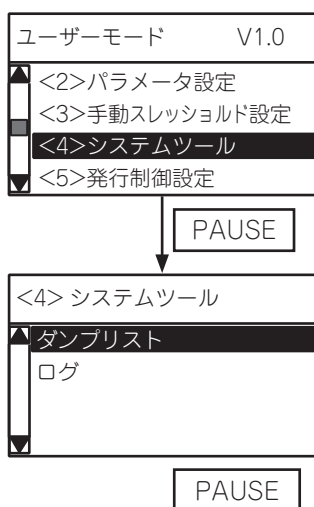 ユーザーモード V1.0
<2>パラメータ設定
<3>手動スレッショルド設定
<4>システムツール
<5>発行制御設定
PAUSE
<4> システムツール
ダンプリスト
ログ
PAUSE